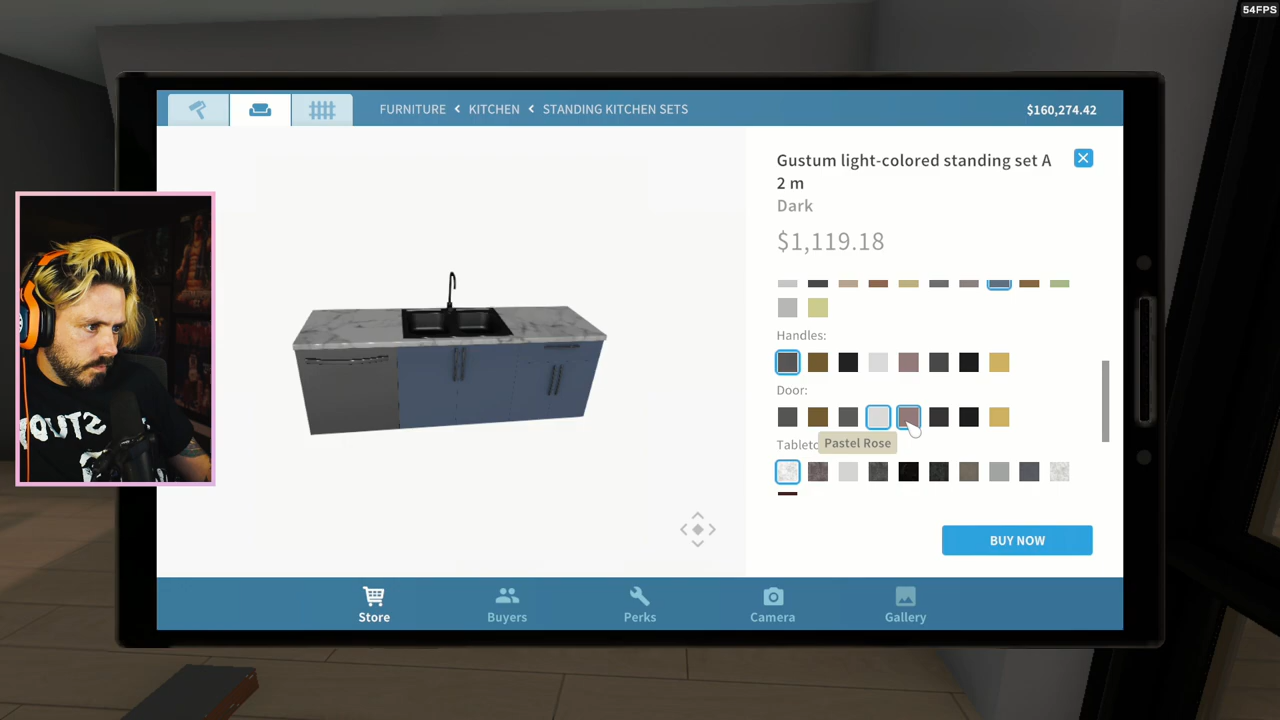 54FPS
FURNITURE < KITCHEN < STANDING KITCHEN SETS
$160,274.42
Gustum light-colored standing set A
2 m
Dark
$1,119.18
Handles:
Door:
Pastel Rose
Tabletc
BUY NOW
Store
Buyers
Perks
Camera
Gallery